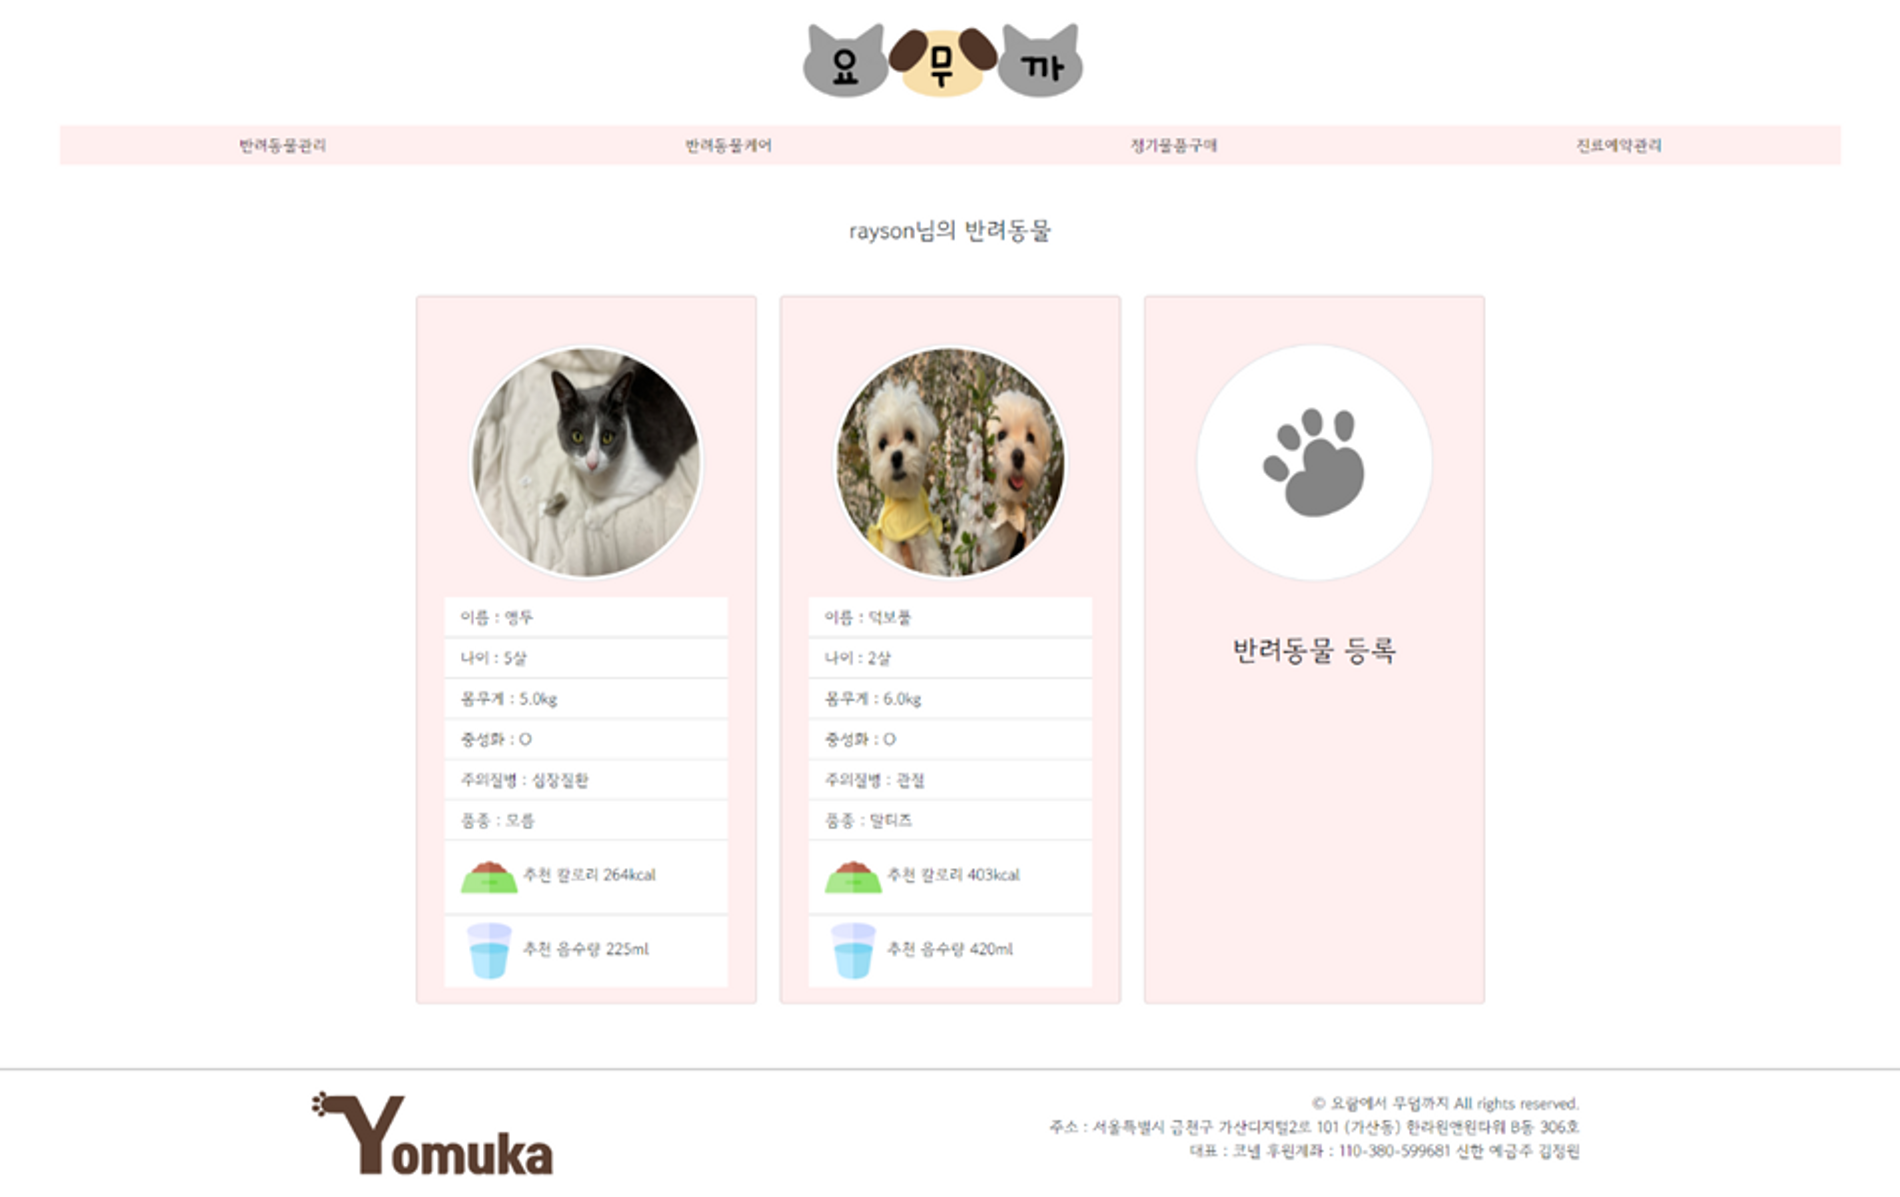 요무까
반려동물관리 반려동물케어 정기물품구매 진료예약관리
rayson님의 반려동물
이름 : 앵두
나이 : 5살
몸무게 : 5.0kg
중성화 : O
주의질병 : 심장질환
품종 : 모름
추천 칼로리 264kcal
추천 음수량 225ml
이름 : 덕보풀
나이 : 2살
몸무게 : 6.0kg
중성화 : O
주의질병 : 관절
품종 : 말티즈
추천 칼로리 403kcal
추천 음수량 420ml
반려동물 등록
Yomuka
© 요람에서 무덤까지 All rights reserved.
주소 : 서울특별시 금천구 가산디지털2로 101 (가산동) 한라원앤원타워 B동 306호
대표 : 코넬 후원계좌 : 110-380-599681 신한 예금주 김정원